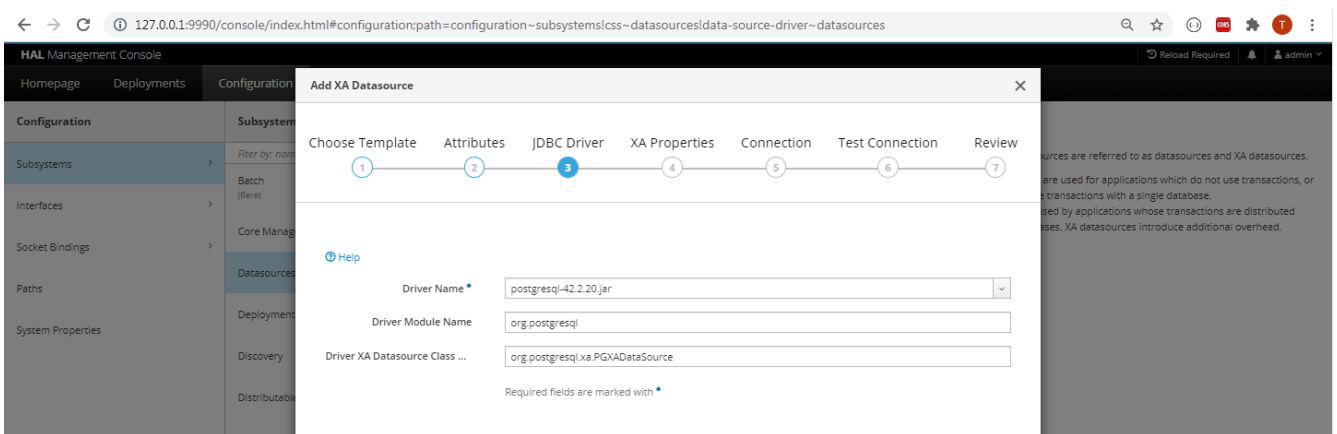 127.0.0.1:9990/console/index.html#configuration;path=configuration~subsystems!css~datasources!data-source-driver~datasources
CORS
T
HAL Management Console
Reload Required
admin
Homepage
Deployments
Configuration
Add XA Datasource
Configuration
Subsystem
Filter by: nam
Subsystems
Batch
(Beret
Interfaces
Core Manag
Socket Bindings
Datasources
Paths
Deployment
System Properties
Discovery
Distributable
Choose Template
Attributes
JDBC Driver
XA Properties
Connection
Test Connection
Review
1
2
3
4
5
6
7
Help
Driver Name *
postgresql-42.2.20.jar
Driver Module Name
org.postgresql
Driver XA Datasource Class ...
org.postgresql.xa.PGXADataSource
Required fields are marked with *
urces are referred to as datasources and XA datasources.
are used for applications which do not use transactions, or
e transactions with a single database.
sed by applications whose transactions are distributed
ases. XA datasources introduce additional overhead.